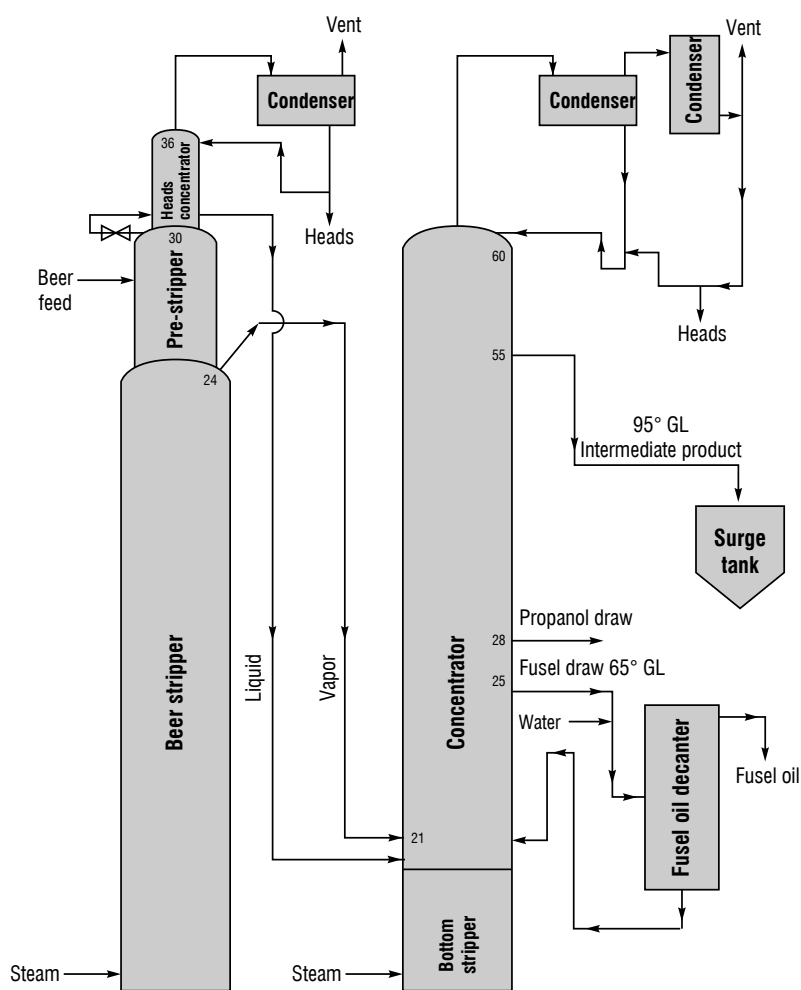 Vent
Vent
Condenser
Condenser
Condenser
36
Heads
concentrator
Heads
30
60
Beer
feed
Pre-stripper
Heads
24
55
95° GL
Intermediate product
Surge
tank
Propanol draw
28
Fusel draw 65° GL
25
Beer stripper
Liquid
Vapor
Concentrator
Water
Fusel oil decanter
Fusel oil
21
Bottom
stripper
Steam
Steam